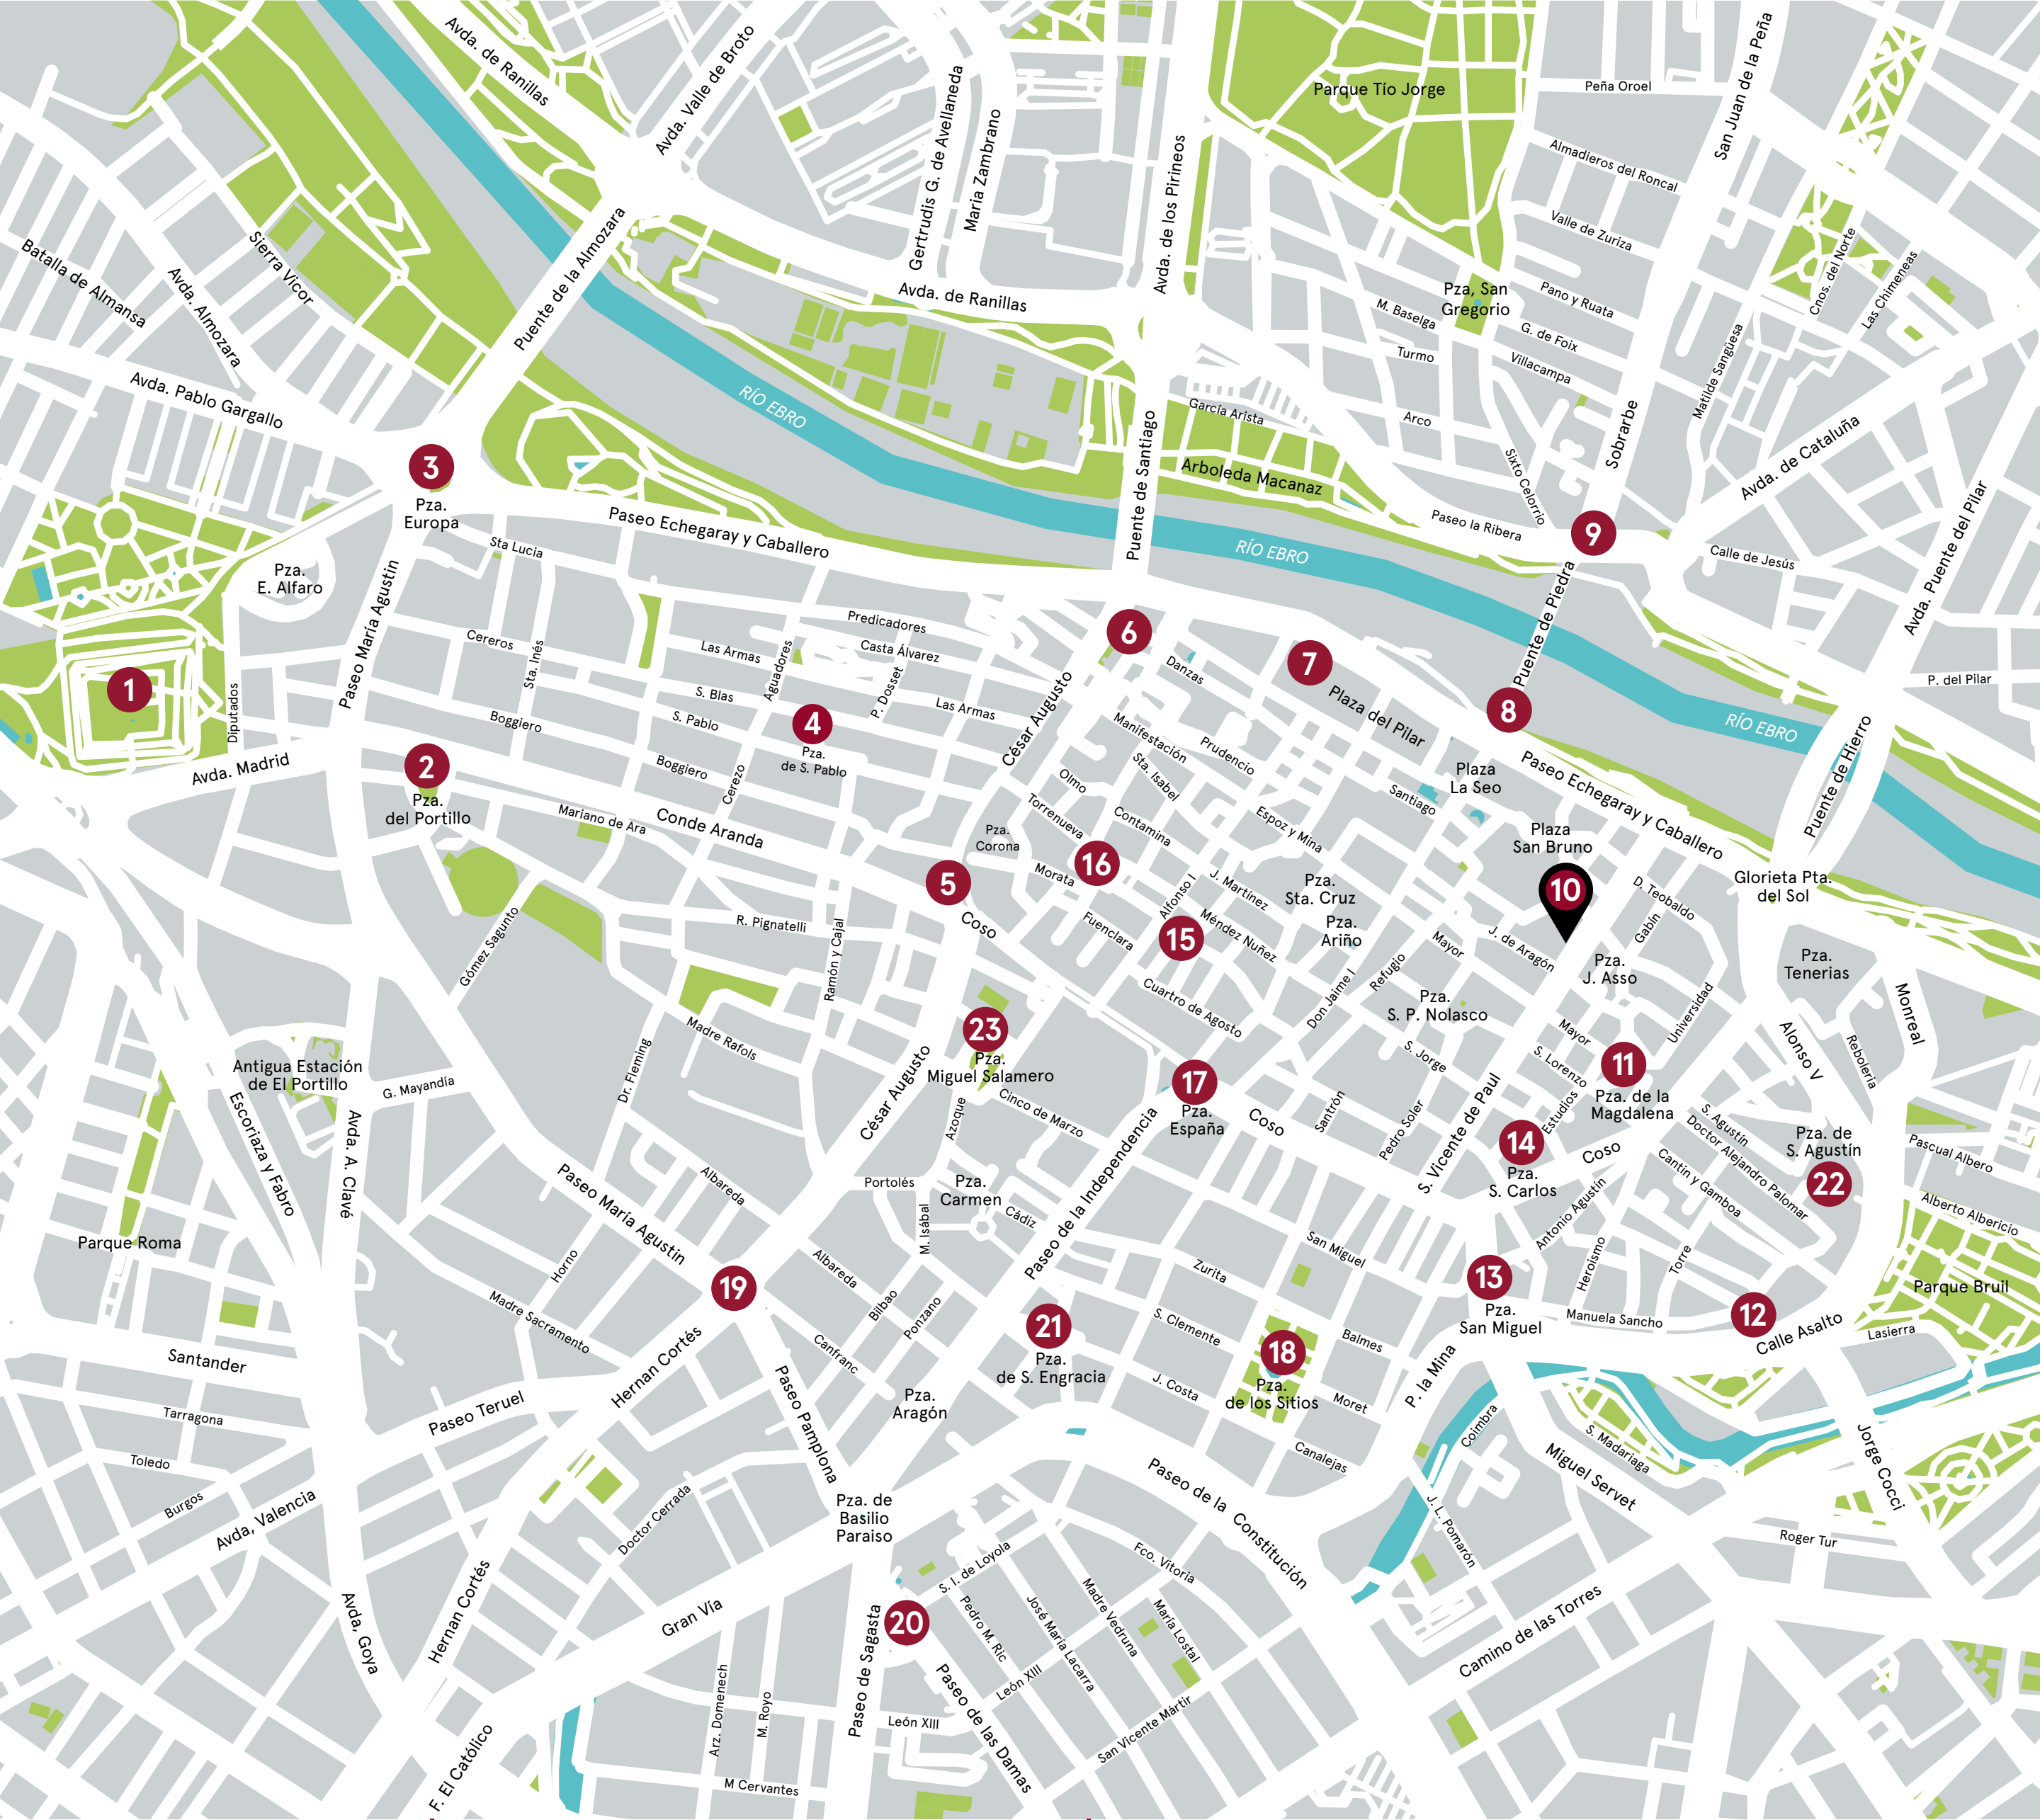 Avda. de Ranillas
Avda. Valle de Broto
Gertrudis G. de Avellaneda
Maria Zambrano
Avda. de los Pirineos
Parque Tío Jorge
Peña Oroel
San Juan de la Peña
Almadieros del Roncal
Valle de Zuriza
Pza, San
Gregorio
Pano y Ruata
M. Baselga
G. de Foix
Turmo
Villacampa
Cnos. del Norte
Las Chimeneas
Matilde Sangüesa
Batalla de Almansa
Avda. Almozara
Sierra Vicor
Puente de la Almozara
Avda. de Ranillas
Avda. Pablo Gargallo
RÍO EBRO
García Arista
Arco
Sobrarbe
Avda. de Cataluña
3
Pza.
Europa
Puente de Santiago
Arboleda Macanaz
Sixto Celorrio
Paseo la Ribera
9
Calle de Jesús
Avda. Puente del Pilar
Paseo Echegaray y Caballero
Sta Lucia
RÍO EBRO
Pza.
E. Alfaro
Paseo María Agustin
Puente de Piedra
Predicadores
Casta Álvarez
Las Armas
Cereros
Sta. Inés
Aguadores
P. Dosset
6
7
Danzas
1
Diputados
S. Blas
S. Pablo
Las Armas
Boggiero
4
Pza.
de S. Pablo
César Augusto
Plaza del Pilar
8
P. del Pilar
RÍO EBRO
Puente de Hierro
Avda. Madrid
2
Pza.
del Portillo
Boggiero
Cerezo
Manifestación
Prudencio
Sta. Isabel
Olmo
Plaza
La Seo
Santiago
Paseo Echegaray y Caballero
Mariano de Ara
Conde Aranda
Torrenueva
Contamina
Espoz y Mina
Pza.
Corona
16
Plaza
San Bruno
5
Morata
Alfonso I
J. Martínez
Pza.
Sta. Cruz
10
D. Teobaldo
Glorieta Pta.
del Sol
R. Pignatelli
Coso
Fuenclara
15
Méndez Nuñez
Pza.
Ariño
Mayor
J. de Aragón
Gabín
Gómez Sagunto
Ramón y Cajal
Pza.
J. Asso
Pza.
Tenerias
Cuartro de Agosto
Don Jaime I
Refugio
Pza.
S. P. Nolasco
Universidad
Monreal
23
Pza.
Miguel Salamero
Madre Rafols
Mayor
S. Jorge
S. Lorenzo
11
Pza. de la
Magdalena
Alonso V
Reboleria
Antigua Estación
de El Portillo
G. Mayandía
Dr. Fleming
César Augusto
Azoque
Cinco de Marzo
17
Pza.
España
Coso
Santrón
Pedro Soler
S. Vicente de Paul
Estudios
14
Pza.
S. Carlos
Coso
S. Agustín
Doctor Alejandro Palomar
Cantín y Gamboa
Pza. de
S. Agustín
22
Pascual Albero
Alberto Albericio
Escoriaza y Fabro
Avda. A. Clavé
Paseo María Agustin
Albareda
Portolés
Pza.
Carmen
Cádiz
M. Isábal
Paseo de la Independencia
Antonio Agustín
Heroismo
Torre
Parque Roma
Horno
Madre Sacramento
19
Albareda
Bilbao
Ponzano
Canfranc
San Miguel
Zurita
13
Pza.
San Miguel
Manuela Sancho
12
Calle Asalto
Parque Bruil
Lasierra
21
Pza.
de S. Engracia
S. Clemente
18
Pza.
de los Sitios
Balmes
J. Costa
Moret
P. la Mina
Santander
Hernan Cortés
Paseo Teruel
Tarragona
Paseo Pamplona
Pza.
Aragón
Canalejas
Coimbra
S. Madariaga
Miguel Servet
Jorge Cocci
Toledo
Burgos
Avda, Valencia
Pza. de
Basilio
Paraiso
Paseo de la Constitución
J. L. Pomarón
Roger Tur
Doctor Cerrada
S. I. de Loyola
Fco. Vitoria
Avda, Goya
Hernan Cortés
Gran Vía
Paseo de Sagasta
20
Pedro M. Ric
José María Lacarra
Madre Vedruna
María Lostal
Camino de las Torres
León XIII
Arz. Domenech
M. Royo
León XIII
Paseo de las Damas
San Vicente Mártir
F. El Católico
M Cervantes